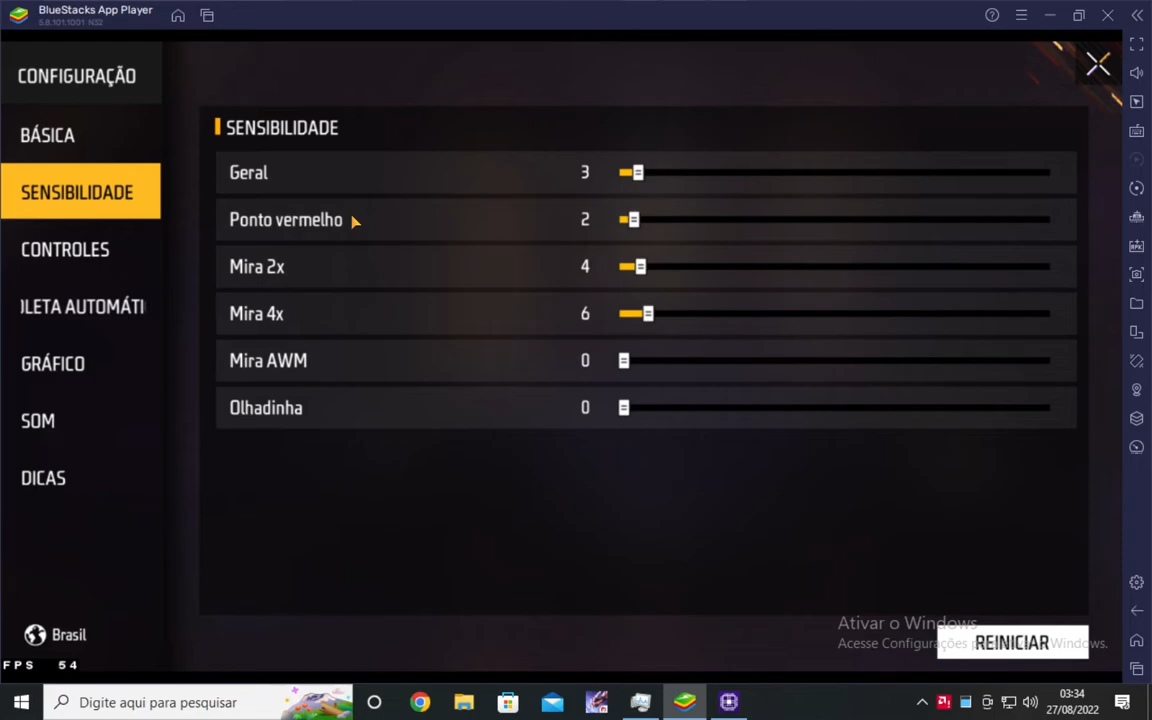 BlueStacks App Player
5.8.101.1001 N32
CONFIGURAÇÃO
BÁSICA
SENSIBILIDADE
CONTROLES
LETA AUTOMÁTI
GRÁFICO
SOM
DICAS
Brasil
FPS 54
SENSIBILIDADE
Geral 3
Ponto vermelho 2
Mira 2x 4
Mira 4x 6
Mira AWM 0
Olhadinha 0
Ativar o Windows
Acesse Configurações Windows.
REINICIAR
Digite aqui para pesquisar
03:34
27/08/2022